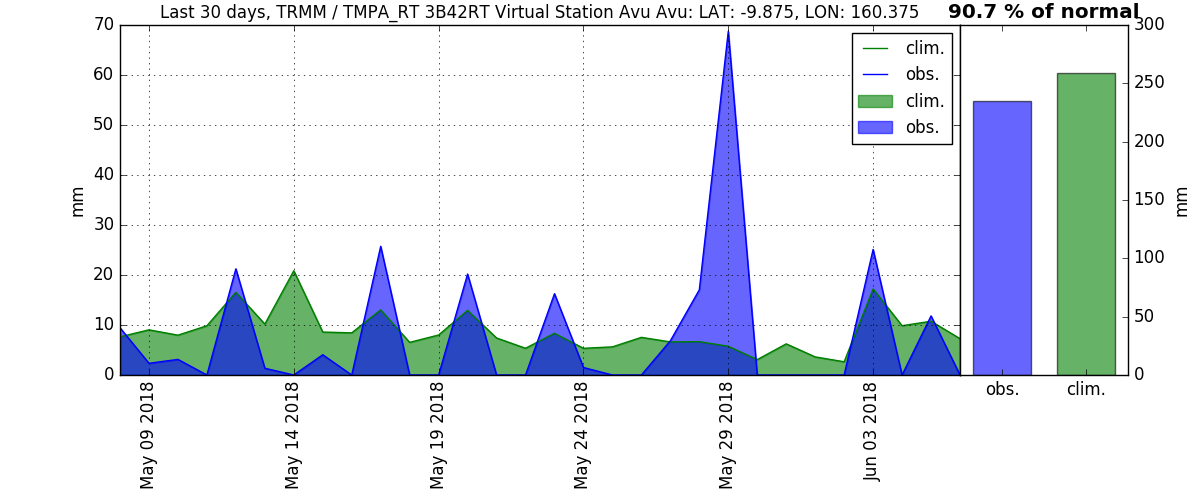 Last 30 days, TRMM / TMPA_RT 3B42RT Virtual Station Avu Avu: LAT: -9.875, LON: 160.375
90.7 % of normal
70
60
50
40
30
20
10
0
mm
clim.
obs.
clim.
obs.
May 09 2018
May 14 2018
May 19 2018
May 24 2018
May 29 2018
Jun 03 2018
300
250
200
150
100
50
0
mm
obs.
clim.